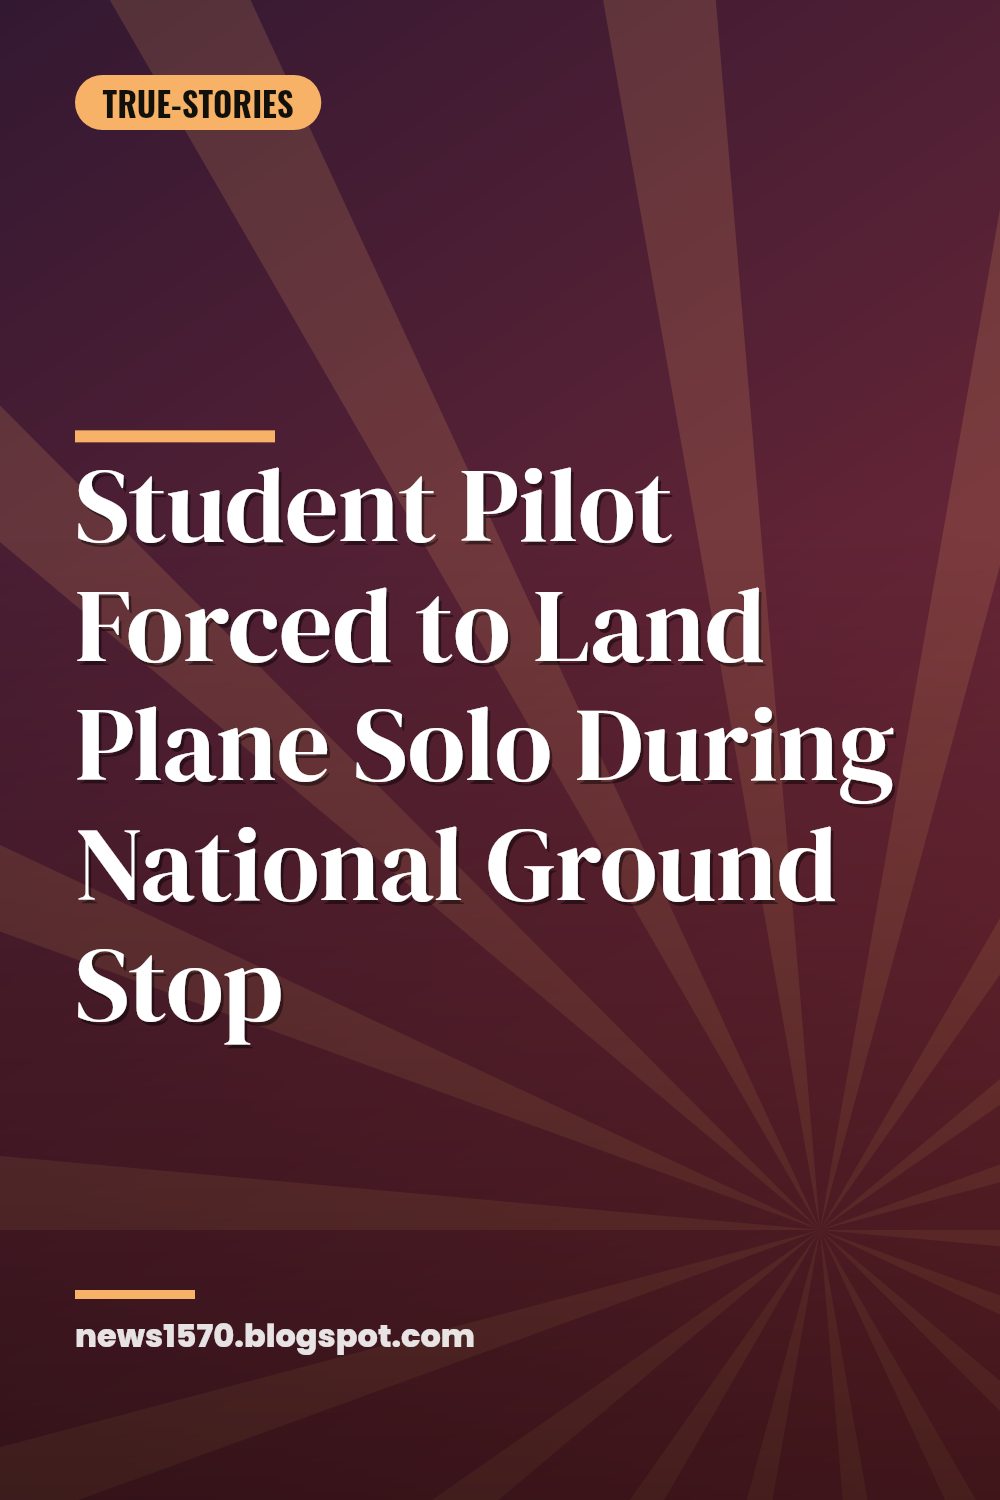 TRUE-STORIES
Student Pilot
Forced to Land
Plane Solo During
National Ground
Stop
news1570.blogspot.com